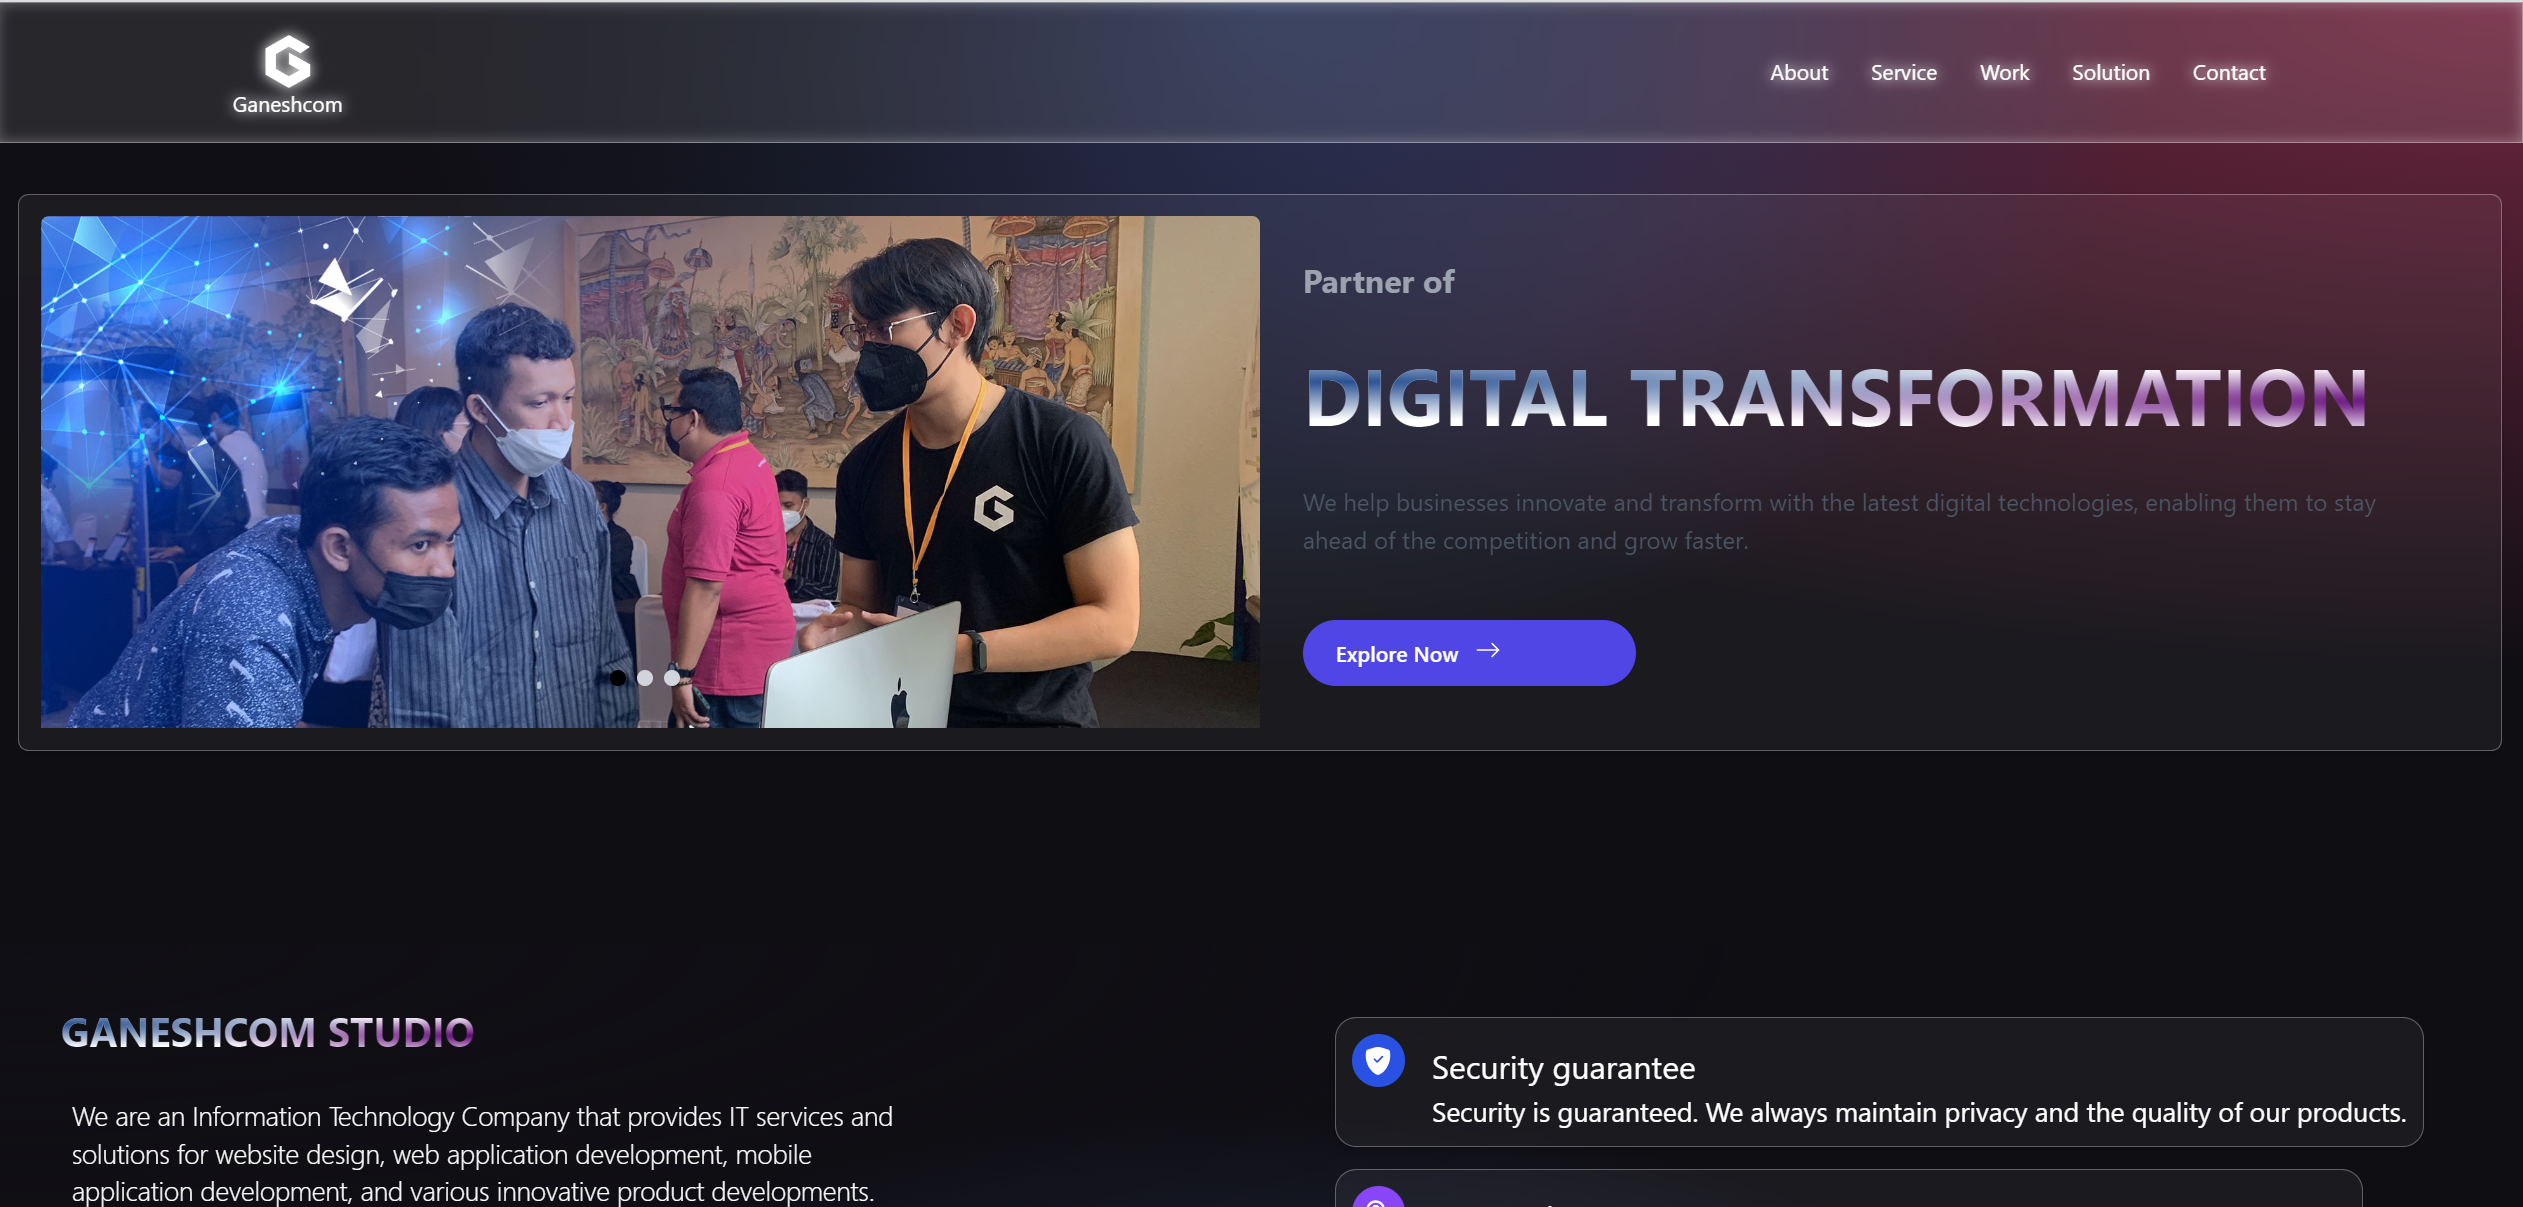 Ganeshcom
About
Service
Work
Solution
Contact
Partner of
DIGITAL TRANSFORMATION
We help businesses innovate and transform with the latest digital technologies, enabling them to stay
ahead of the competition and grow faster.
Explore Now
GANESHCOM STUDIO
We are an Information Technology Company that provides IT services and
solutions for website design, web application development, mobile
application development, and various innovative product developments.
Security guarantee
Security is guaranteed. We always maintain privacy and the quality of our products.